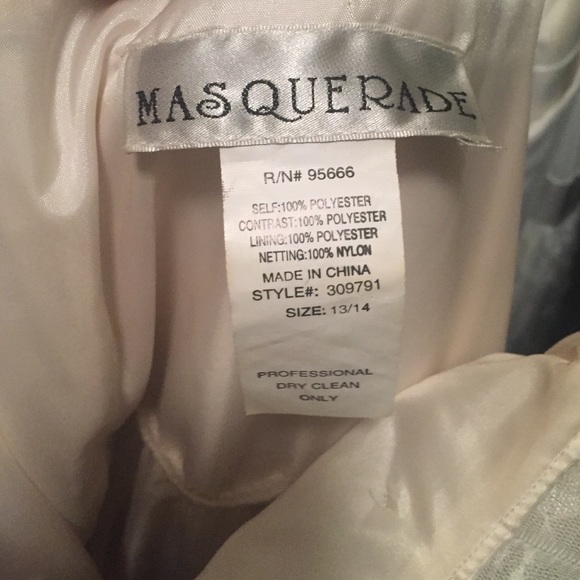 MASQUERADE
R/N# 95666
SELF:100% POLYESTER
CONTRAST:100% POLYESTER
LINING:100% POLYESTER
NETTING:100% NYLON
MADE IN CHINA
STYLE#: 309791
SIZE: 13/14
PROFESSIONAL
DRY CLEAN
ONLY